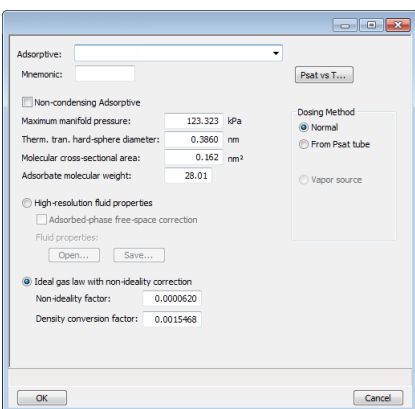 Adsorptive:
Mnemonic:
Psat vs T...
Non-condensing Adsorptive
Maximum manifold pressure: 123.323 kPa
Therm. tran. hard-sphere diameter: 0.3860 nm
Molecular cross-sectional area: 0.162 nm²
Adsorbate molecular weight: 28.01
Dosing Method
Normal
From Psat tube
Vapor source
High-resolution fluid properties
Adsorbed-phase free-space correction
Fluid properties:
Open... Save...
Ideal gas law with non-ideality correction
Non-ideality factor: 0.0000620
Density conversion factor: 0.0015468
OK Cancel